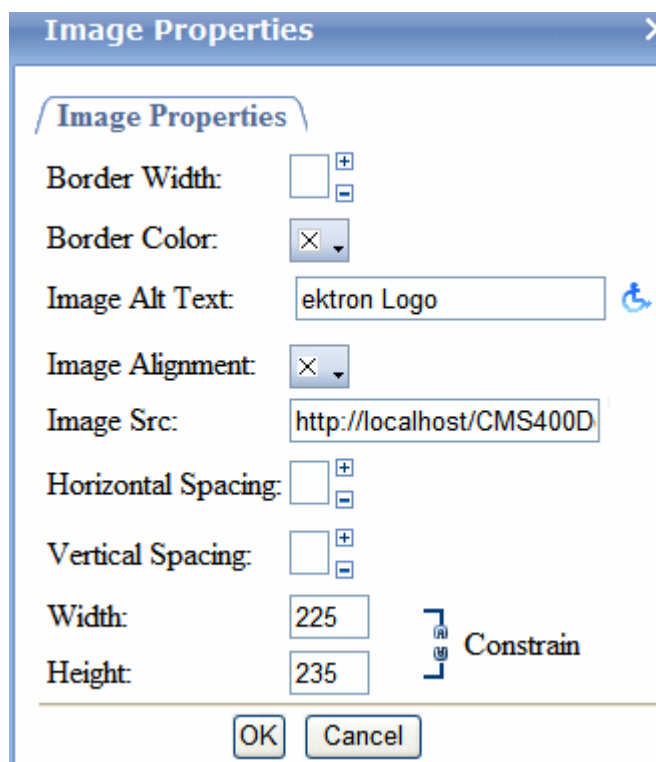 Image Properties
Image Properties
Border Width:
Border Color:
Image Alt Text: ektron Logo
Image Alignment:
Image Src: http://localhost/CMS400D
Horizontal Spacing:
Vertical Spacing:
Width: 225
Constrain
Height: 235
OK Cancel